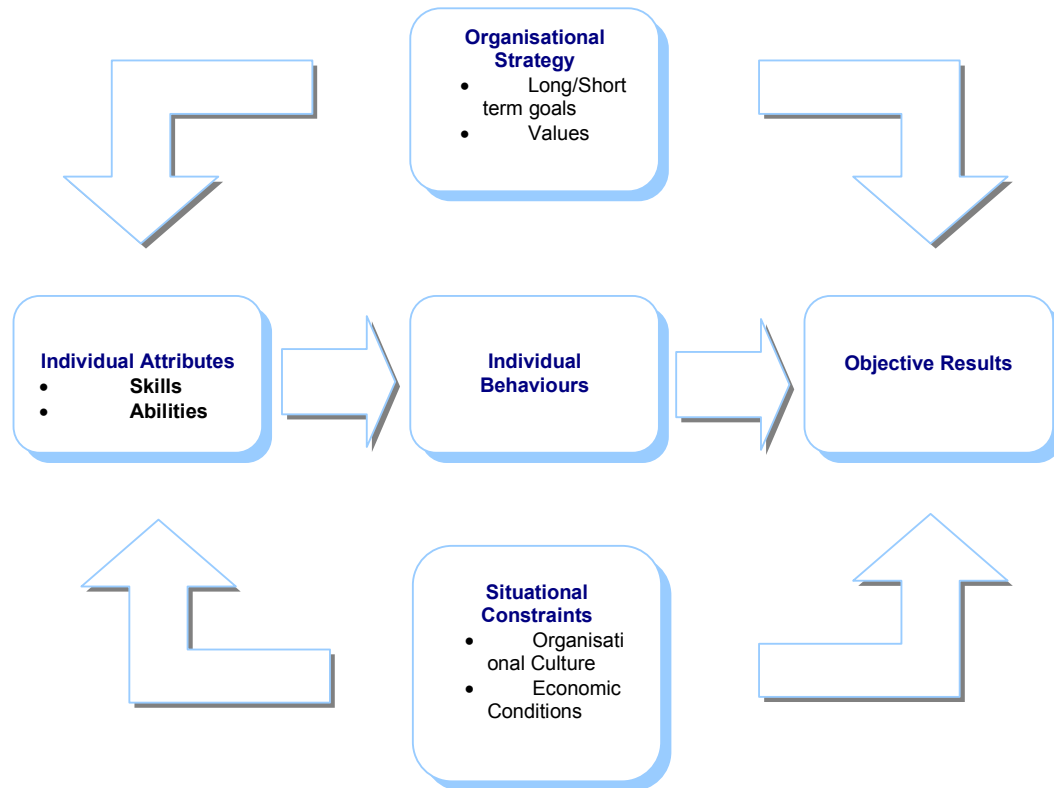 Organisational
Strategy
• Long/Short
term goals
• Values
Individual Attributes
• Skills
• Abilities
Individual
Behaviours
Objective Results
Situational
Constraints
• Organisati
onal Culture
• Economic
Conditions